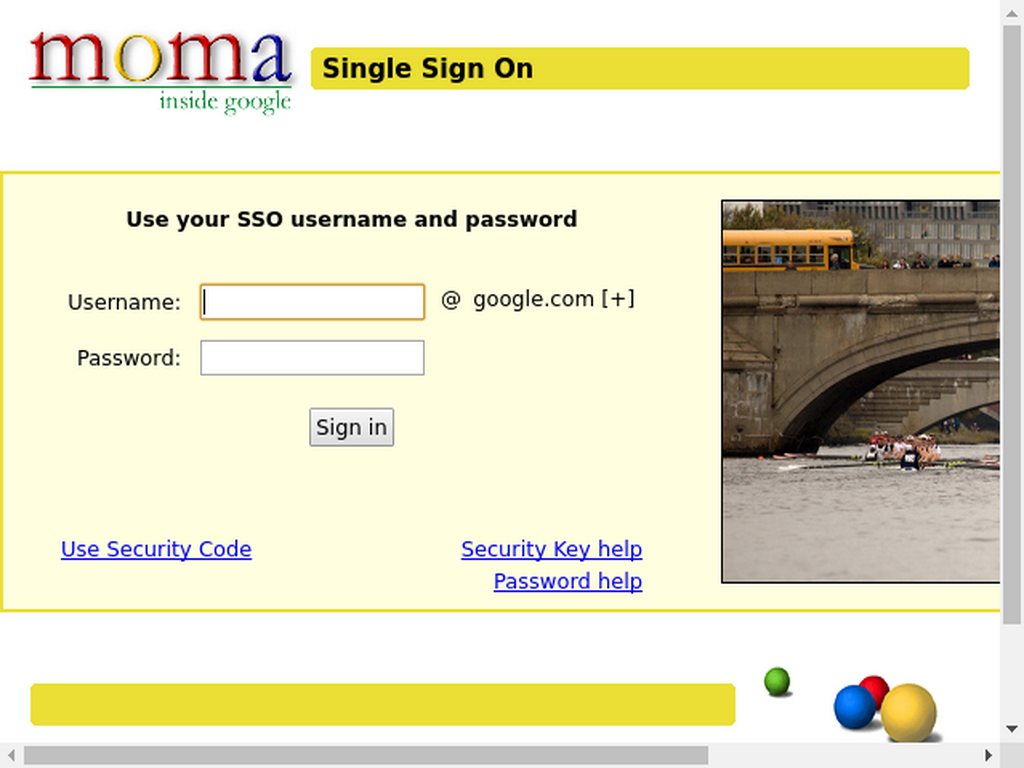 moma
inside google
Single Sign On
Use your SSO username and password
Username:
@ google.com [+]
Password:
Sign in
Use Security Code
Security Key help
Password help